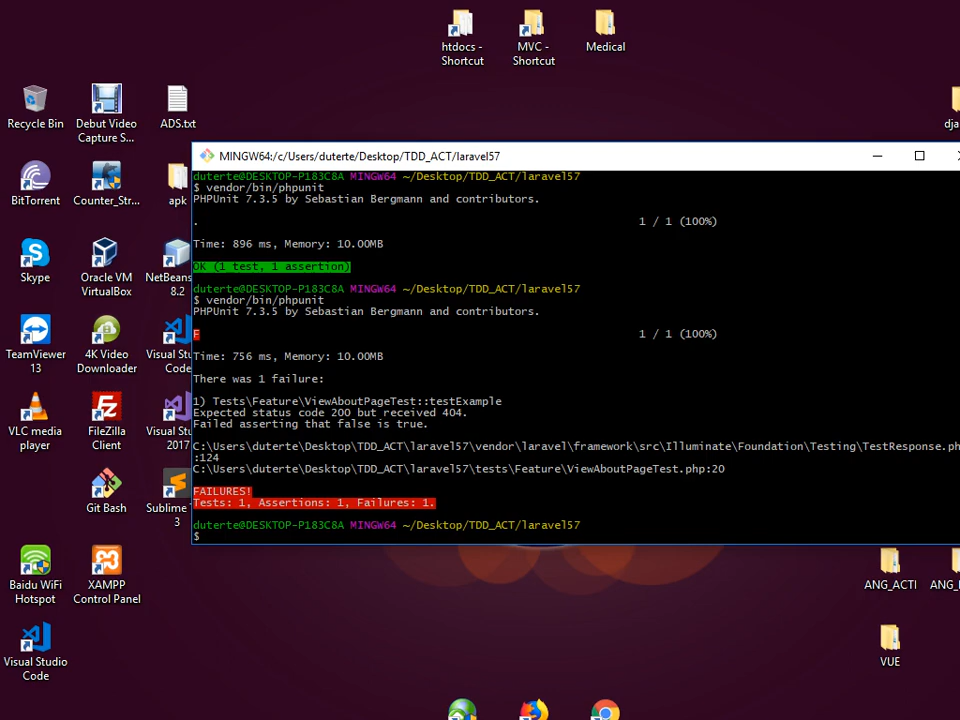 htdocs -
Shortcut
MVC -
Shortcut
Medical
Recycle Bin
Debut Video
Capture S...
ADS.txt
BitTorrent
Counter_Str...
apk
Skype
Oracle VM
VirtualBox
NetBeans
8.2
TeamViewer
13
4K Video
Downloader
Visual Stu
Code
VLC media
player
FileZilla
Client
Visual Stu
2017
Git Bash
Sublime
3
Baidu WiFi
Hotspot
XAMPP
Control Panel
Visual Studio
Code
MINGW64:/c/Users/duterte/Desktop/TDD_ACT/laravel57
duterte@DESKTOP-P183C8A MINGW64 ~/Desktop/TDD_ACT/laravel57
$ vendor/bin/phpunit
PHPUnit 7.3.5 by Sebastian Bergmann and contributors.
. 1 / 1 (100%)
Time: 896 ms, Memory: 10.00MB
OK (1 test, 1 assertion)
duterte@DESKTOP-P183C8A MINGW64 ~/Desktop/TDD_ACT/laravel57
$ vendor/bin/phpunit
PHPUnit 7.3.5 by Sebastian Bergmann and contributors.
F 1 / 1 (100%)
Time: 756 ms, Memory: 10.00MB
There was 1 failure:
1) Tests\Feature\ViewAboutPageTest::testExample
Expected status code 200 but received 404.
Failed asserting that false is true.
C:\Users\duterte\Desktop\TDD_ACT\laravel57\vendor\laravel\framework\src\Illuminate\Foundation\Testing\TestResponse.ph
:124
C:\Users\duterte\Desktop\TDD_ACT\laravel57\tests\Feature\ViewAboutPageTest.php:20
FAILURES!
Tests: 1, Assertions: 1, Failures: 1.
duterte@DESKTOP-P183C8A MINGW64 ~/Desktop/TDD_ACT/laravel57
$
dja
ANG_ACTI
ANG_
VUE